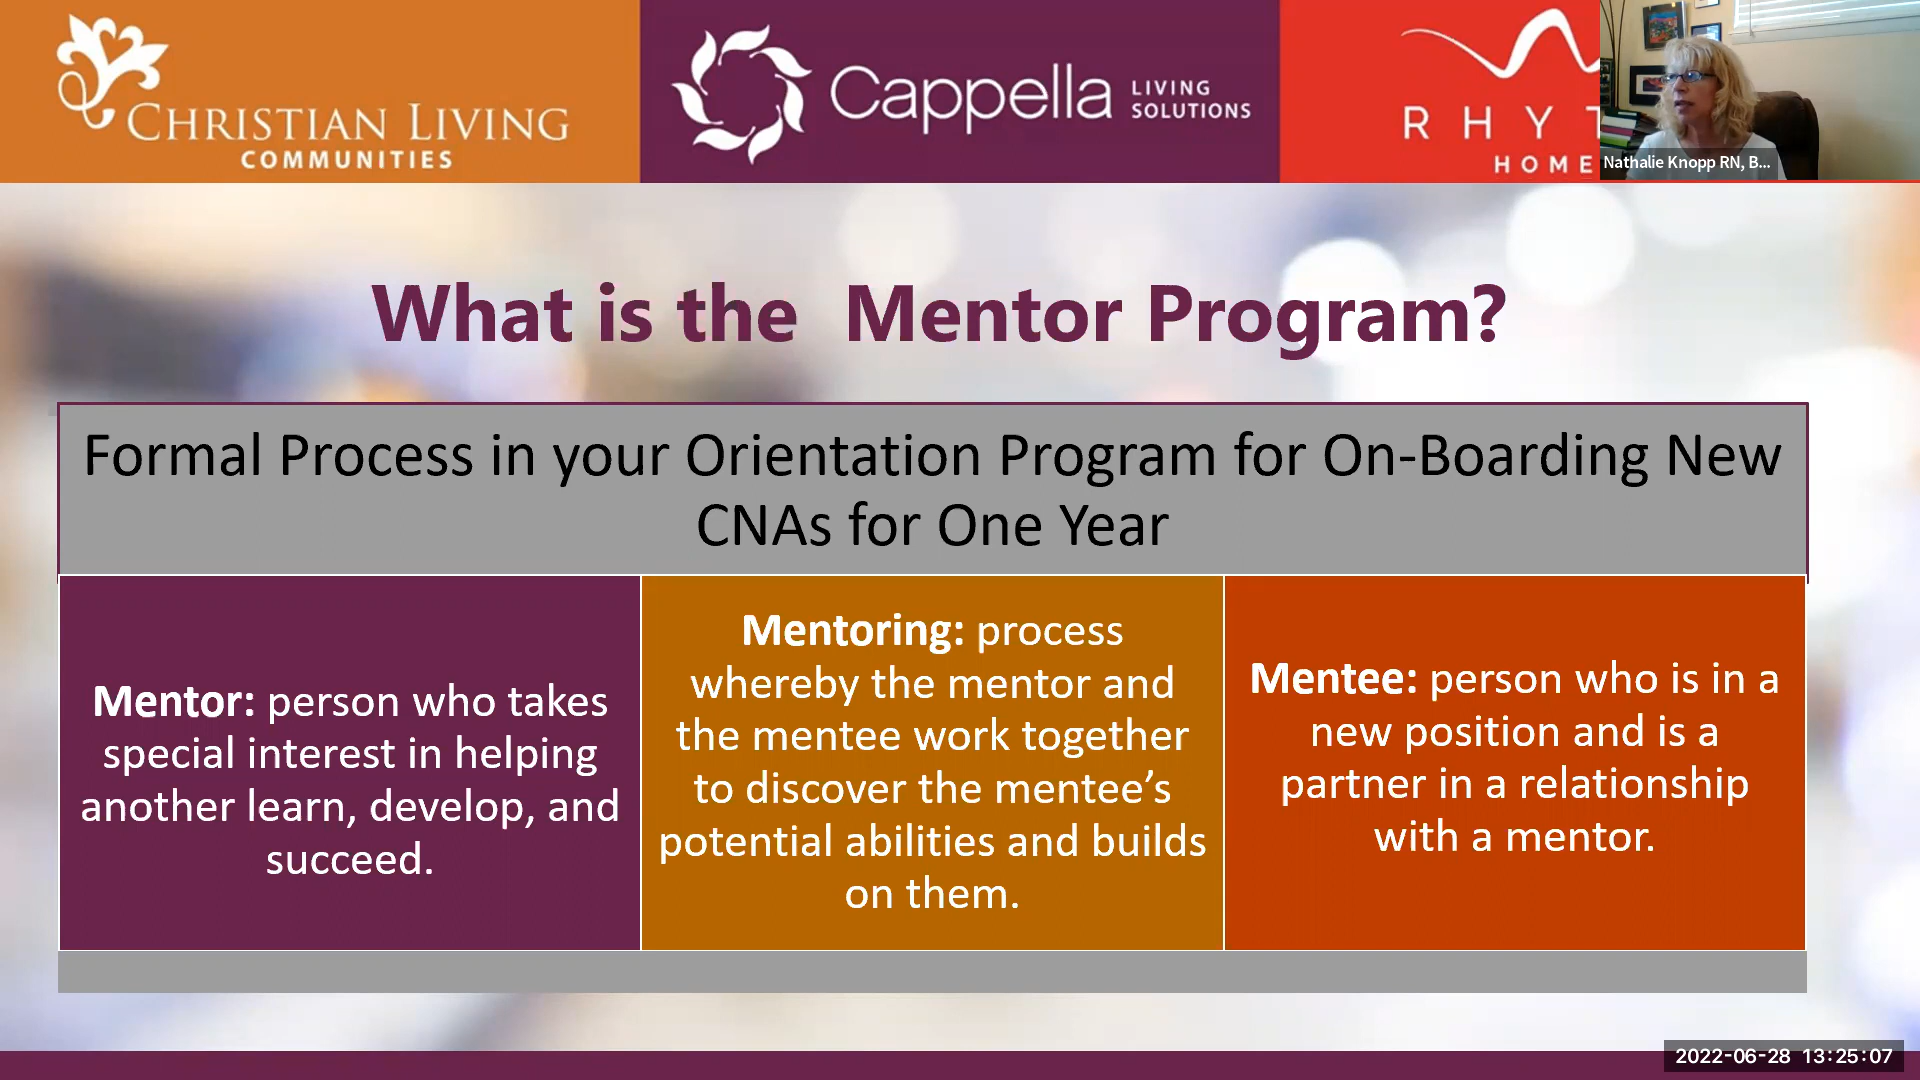 CHRISTIAN LIVING
COMMUNITIES
Cappella
LIVING
SOLUTIONS
RHYT
HOME
Nathalie Knopp RN, B...
What is the  Mentor Program?
Formal Process in your Orientation Program for On-Boarding New
CNAs for One Year
Mentor: person who takes
special interest in helping
another learn, develop, and
succeed.
Mentoring: process
whereby the mentor and
the mentee work together
to discover the mentee’s
potential abilities and builds
on them.
Mentee: person who is in a
new position and is a
partner in a relationship
with a mentor.
2022-06-28 13:25:07